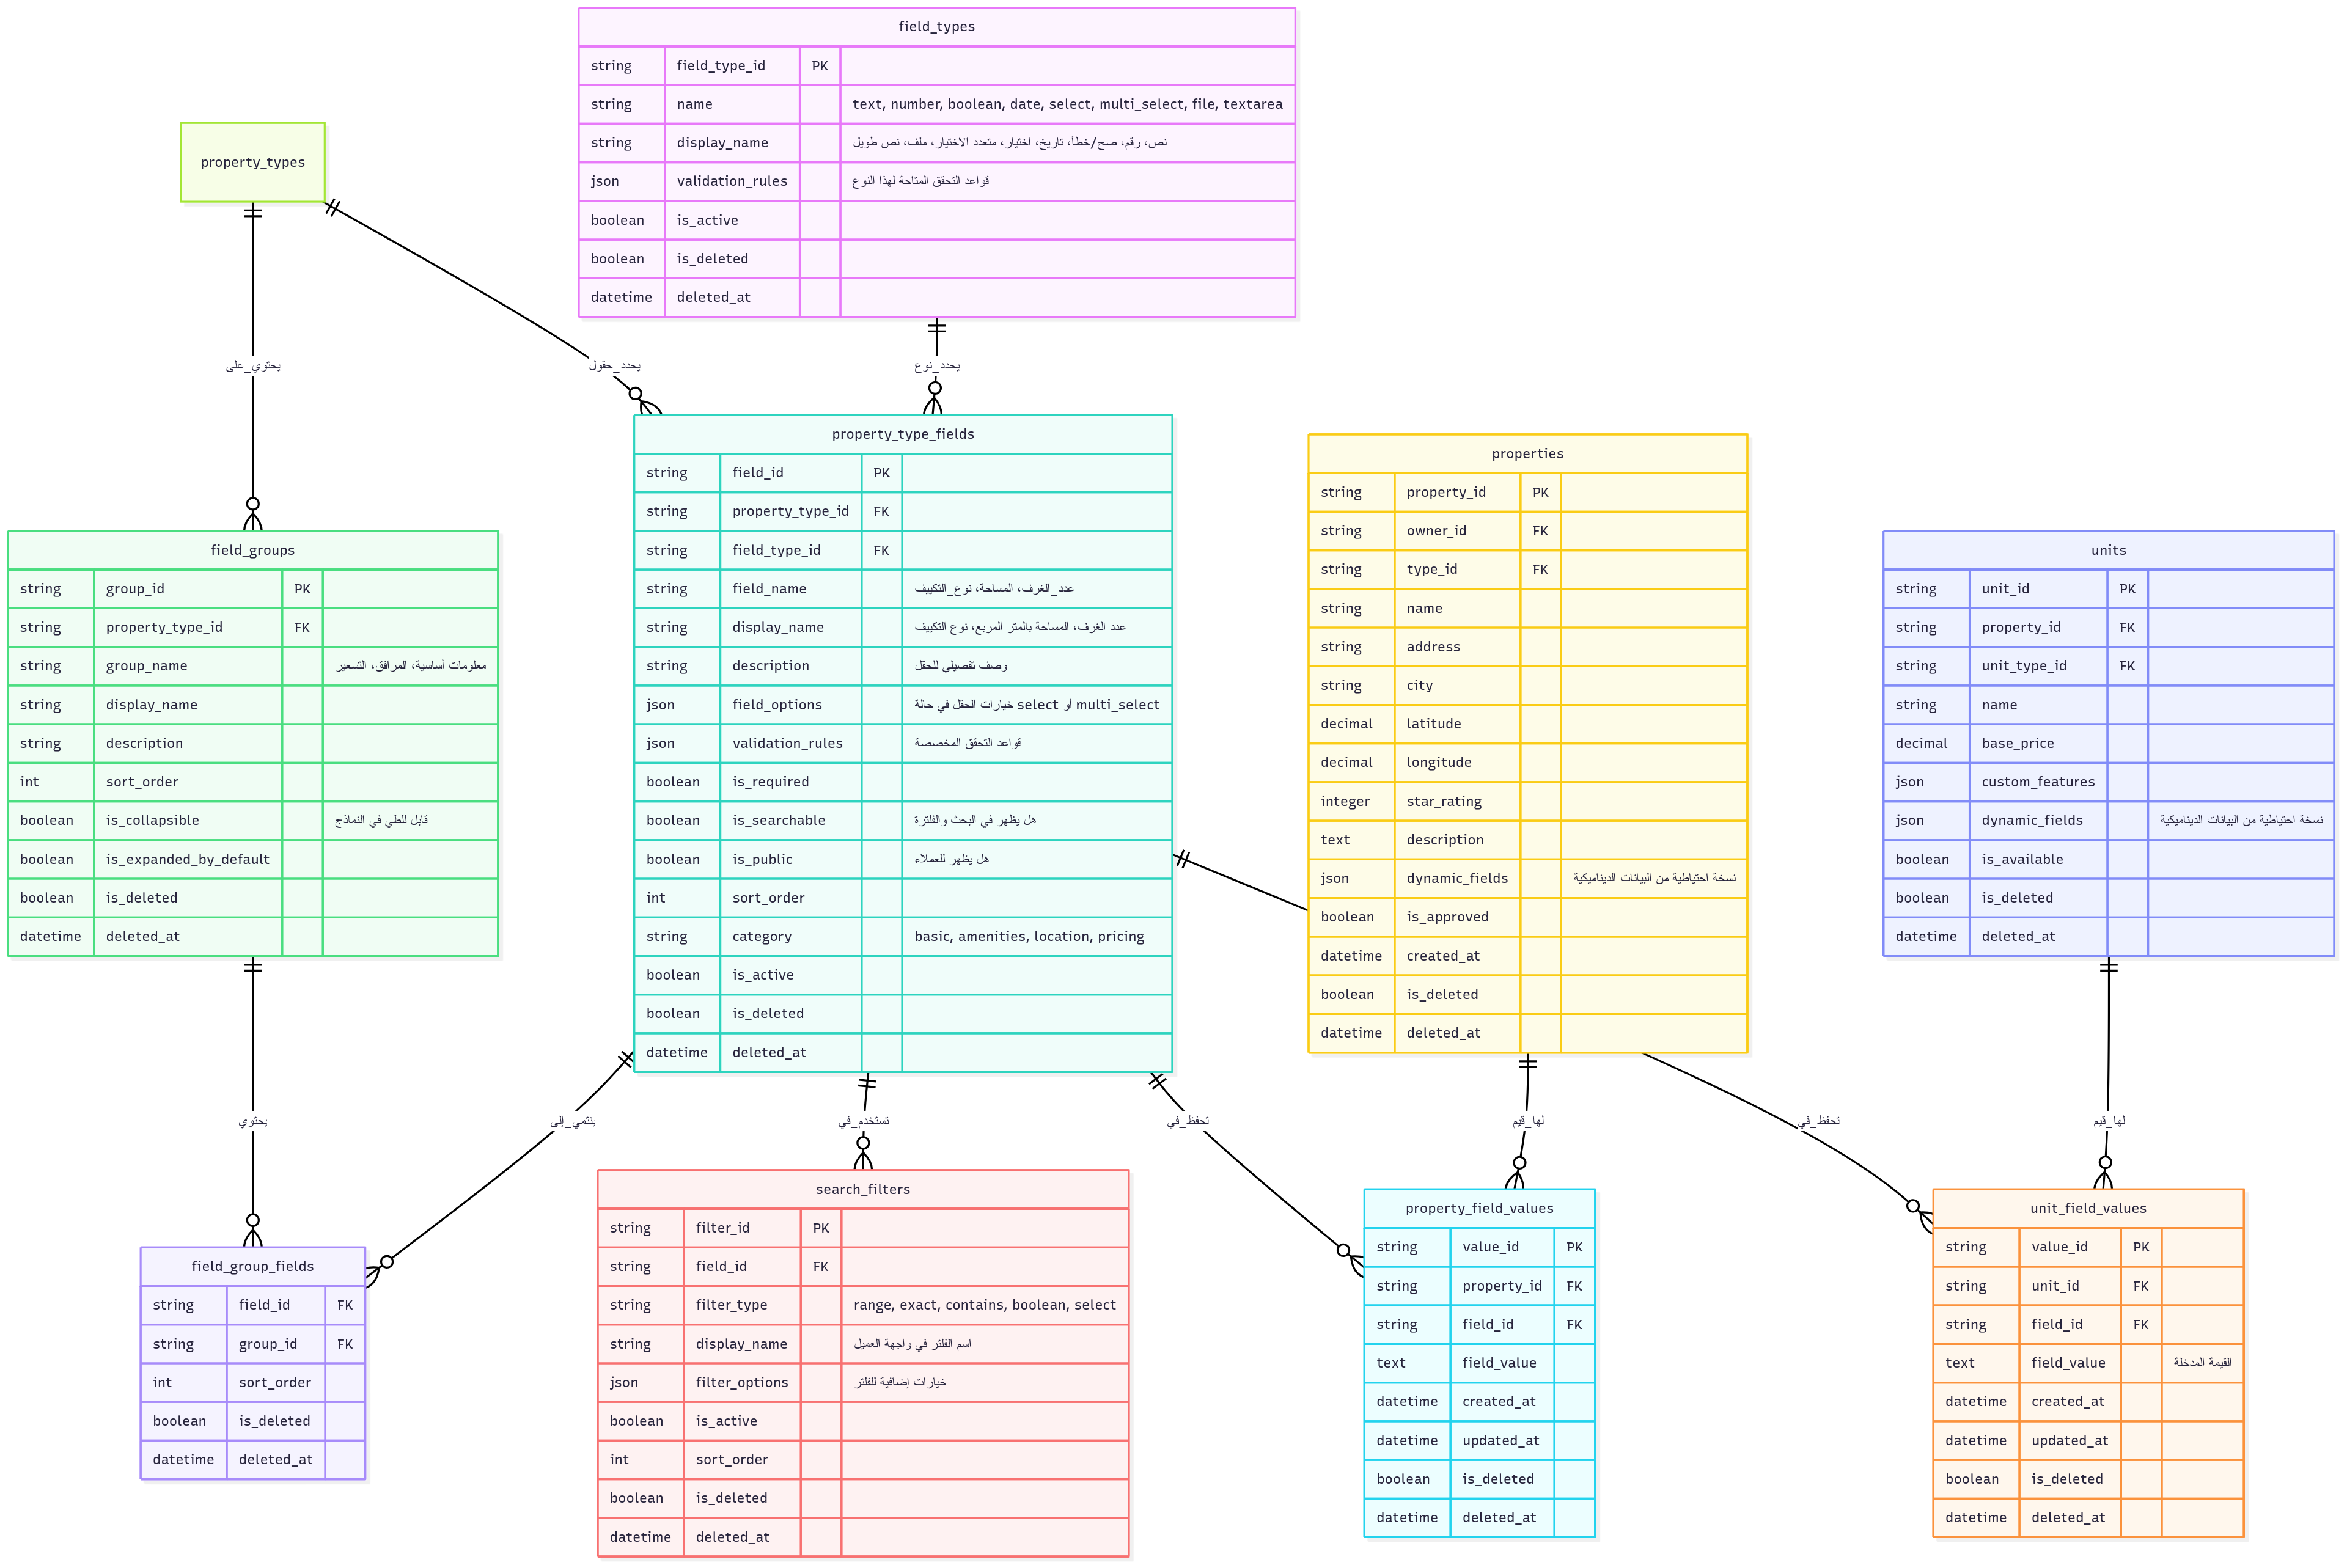 field_types
string field_type_id PK
string name text, number, boolean, date, select, multi_select, file, textarea
string display_name نص، رقم، صح/خطأ، تاريخ، اختيار، متعدد الاختيار، ملف، نص طويل
json validation_rules قواعد التحقق المتاحة لهذا النوع
boolean is_active
boolean is_deleted
datetime deleted_at
property_types
يحتوي_على
يحدد_حقول
يحدد_نوع
property_type_fields
string field_id PK
string property_type_id FK
string field_type_id FK
string field_name عدد_الغرف، المساحة، نوع_التكييف
string display_name عدد الغرف، المساحة بالمتر المربع، نوع التكييف
string description وصف تفصيلي للحقل
json field_options خيارات الحقل في حالة select أو multi_select
json validation_rules قواعد التحقق المخصصة
boolean is_required
boolean is_searchable هل يظهر في البحث والفلترة
boolean is_public هل يظهر للعملاء
int sort_order
string category basic, amenities, location, pricing
boolean is_active
boolean is_deleted
datetime deleted_at
properties
string property_id PK
string owner_id FK
string type_id FK
string name
string address
string city
decimal latitude
decimal longitude
integer star_rating
text description
json dynamic_fields نسخة احتياطية من البيانات الديناميكية
boolean is_approved
datetime created_at
boolean is_deleted
datetime deleted_at
field_groups
string group_id PK
string property_type_id FK
string group_name معلومات أساسية، المرافق، التسعير
string display_name
string description
int sort_order
boolean is_collapsible قابل للطي في النماذج
boolean is_expanded_by_default
boolean is_deleted
datetime deleted_at
units
string unit_id PK
string property_id FK
string unit_type_id FK
string name
decimal base_price
json custom_features
json dynamic_fields نسخة احتياطية من البيانات الديناميكية
boolean is_available
boolean is_deleted
datetime deleted_at
يحتوي
ينتمي_إلى
تستخدم_في
تحفظ_في
لها_قيم
تحفظ_في
لها_قيم
field_group_fields
string field_id FK
string group_id FK
int sort_order
boolean is_deleted
datetime deleted_at
search_filters
string filter_id PK
string field_id FK
string filter_type range, exact, contains, boolean, select
string display_name اسم الفلتر في واجهة العميل
json filter_options خيارات إضافية للفلتر
boolean is_active
int sort_order
boolean is_deleted
datetime deleted_at
property_field_values
string value_id PK
string property_id FK
string field_id FK
text field_value
datetime created_at
datetime updated_at
boolean is_deleted
datetime deleted_at
unit_field_values
string value_id PK
string unit_id FK
string field_id FK
text field_value القيمة المدخلة
datetime created_at
datetime updated_at
boolean is_deleted
datetime deleted_at